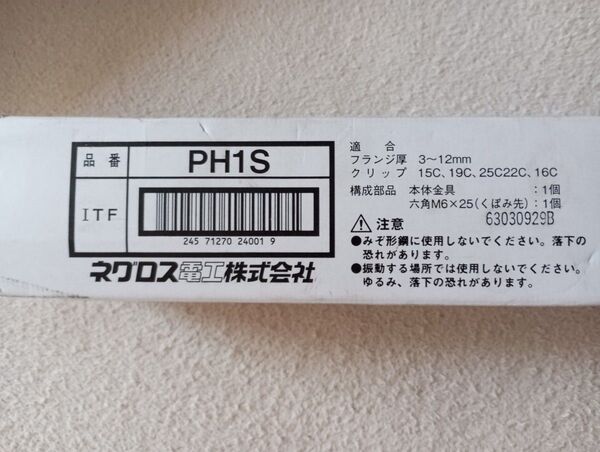 品番 PH1S
ITF
245 71270 24001 9
ネグロス電工株式会社
適 合
フランジ厚 3～12mm
クリップ 15C、19C、25C22C、16C
構成部品 本体金具 : 1個
六角M6×25(くぼみ先) : 1個
63030929B
⚠ 注意
●みぞ形鋼に使用しないでください。落下の
恐れがあります。
●振動する場所では使用しないでください。
ゆるみ、落下の恐れがあります。